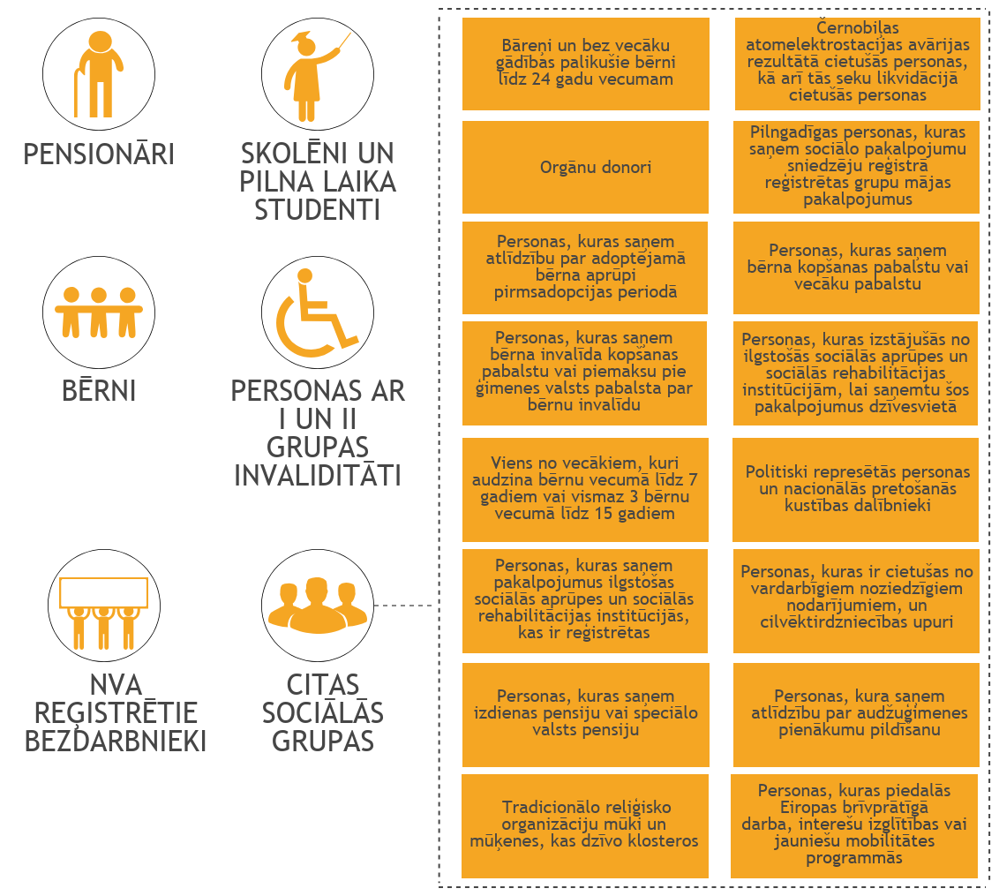 PENSIONĀRI
SKOLĒNI UN
PILNA LAIKA
STUDENTI
BĒRNI
PERSONAS AR
I UN II
GRUPAS
INVALIDITĀTI
NVA
REĢISTRĒTIE
BEZDARBNIEKI
CITAS
SOCIĀLĀS
GRUPAS
Bāreņi un bez vecāku
gādības palikušie bērni
līdz 24 gadu vecumam
Černobiļas
atomelektrostacijas avārijas
rezultātā cietušās personas,
kā arī tās seku likvidācijā
cietušās personas
Orgānu donori
Pilngadīgas personas, kuras
saņem sociālo pakalpojumu
sniedzēju reģistrā
reģistrētas grupu mājas
pakalpojumus
Personas, kuras saņem
atlīdzību par adoptējamā
bērna aprūpi
pirmsadopcijas periodā
Personas, kuras saņem
bērna kopšanas pabalstu vai
vecāku pabalstu
Personas, kuras saņem
bērna invalīda kopšanas
pabalstu vai piemaksu pie
ģimenes valsts pabalsta par
bērnu invalīdu
Personas, kuras izstājušās no
ilgstošās sociālās aprūpes un
sociālās rehabilitācijas
institūcijām, lai saņemtu šos
pakalpojumus dzīvesvietā
Viens no vecākiem, kuri
audzina bērnu vecumā līdz 7
gadiem vai vismaz 3 bērnu
vecumā līdz 15 gadiem
Politiski represētās personas
un nacionālās pretošanās
kustības dalībnieki
Personas, kuras saņem
pakalpojumus ilgstošas
sociālās aprūpes un sociālās
rehabilitācijas institūcijās,
kas ir reģistrētas
Personas, kuras ir cietušas no
vardarbīgiem noziedzīgiem
nodarījumiem, un
cilvēktirdzniecības upuri
Personas, kuras saņem
izdienas pensiju vai speciālo
valsts pensiju
Personas, kura saņem
atlīdzību par audžuģimenes
pienākumu pildīšanu
Tradicionālo reliģisko
organizāciju mūki un
mūķenes, kas dzīvo klosteros
Personas, kuras piedalās
Eiropas brīvprātīgā
darba, interešu izglītības vai
jauniešu mobilitātes
programmās